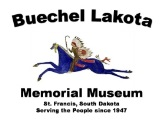 Buechel Lakota
Memorial Museum
St. Francis, South Dakota
Serving the People since 1947